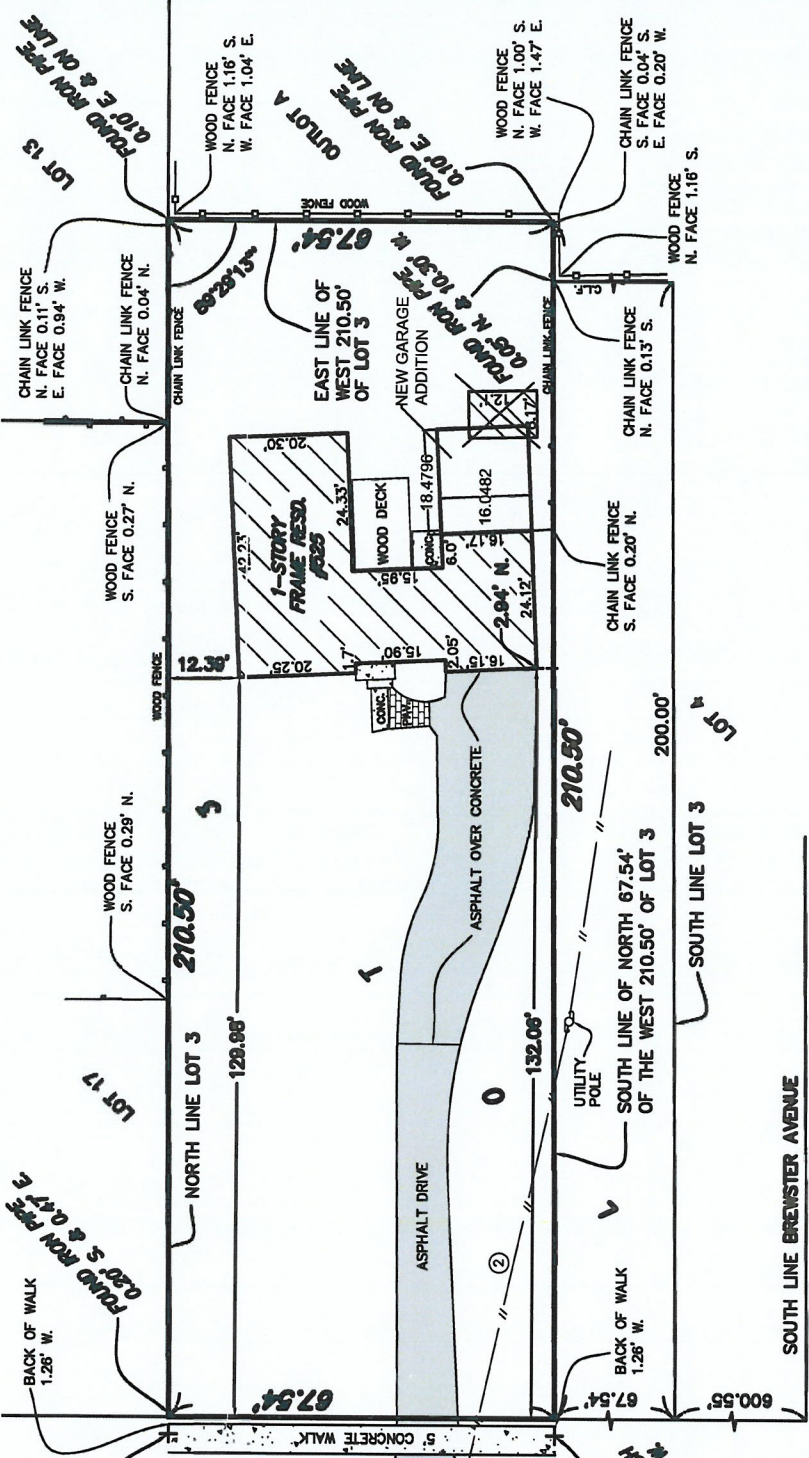 LOT 13
FOUND IRON PIPE
0.10' E. & ON LINE
CHAIN LINK FENCE
N. FACE 0.11' S.
E. FACE 0.94' W.
CHAIN LINK FENCE
N. FACE 0.04' N.
WOOD FENCE
S. FACE 0.27' N.
WOOD FENCE
WOOD FENCE
S. FACE 0.29' N.
LOT 17
FOUND IRON PIPE
0.20' S. & 0.47' E.
BACK OF WALK
1.26' W.
NORTH LINE LOT 3
210.50'
CHAIN LINK FENCE
89°29'13"
WOOD FENCE
N. FACE 1.16' S.
W. FACE 1.04' E.
OUTLOT A
WOOD FENCE
67.54'
EAST LINE OF
WEST 210.50'
OF LOT 3
FOUND IRON PIPE
0.10' E. & ON LINE
WOOD FENCE
N. FACE 1.00' S.
W. FACE 1.47' E.
CHAIN LINK FENCE
S. FACE 0.04' S.
E. FACE 0.20' W.
WOOD FENCE
N. FACE 1.16' S.
FOUND IRON PIPE
0.05' N. & 10.30' W.
CHAIN LINK FENCE
NEW GARAGE
ADDITION
20.30'
42.23'
1-STORY
FRAME RESD.
#525
24.33'
WOOD DECK
18.4796
16.0482
CONC.
6.0'
16.17'
15.95'
2.94' N.
24.12'
12.39'
20.25'
1.7'
15.90'
2.05'
16.15'
CONC.
129.98'
3
T
O
L
ASPHALT OVER CONCRETE
132.06'
ASPHALT DRIVE
2
67.54'
5' CONCRETE WALK
BACK OF WALK
1.26' W.
210.50'
CHAIN LINK FENCE
N. FACE 0.13' S.
CHAIN LINK FENCE
S. FACE 0.20' N.
UTILITY
POLE
SOUTH LINE OF NORTH 67.54'
OF THE WEST 210.50' OF LOT 3
200.00'
LOT 4
SOUTH LINE LOT 3
67.54'
600.55'
SOUTH LINE BREWSTER AVENUE